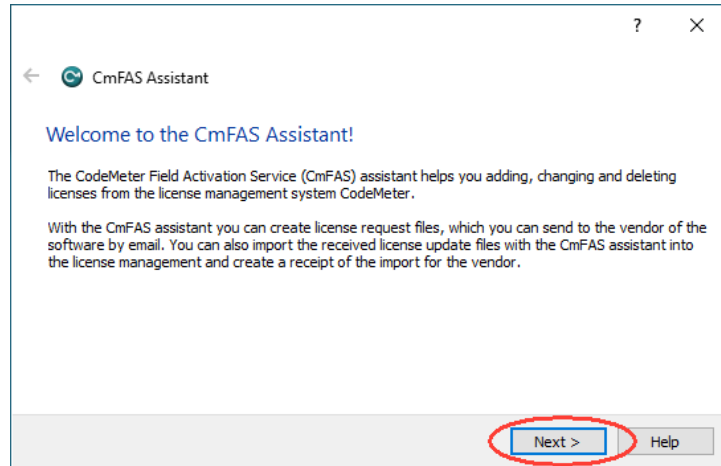 ?
CmFAS Assistant
Welcome to the CmFAS Assistant!
The CodeMeter Field Activation Service (CmFAS) assistant helps you adding, changing and deleting
licenses from the license management system CodeMeter.
With the CmFAS assistant you can create license request files, which you can send to the vendor of the
software by email. You can also import the received license update files with the CmFAS assistant into
the license management and create a receipt of the import for the vendor.
Next > Help